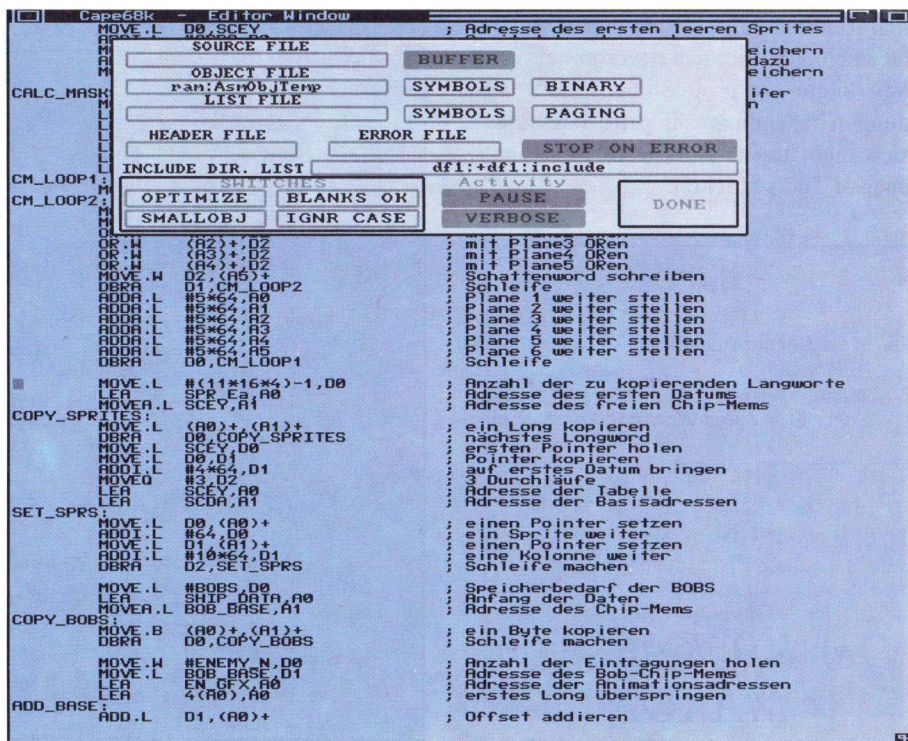 Cape68k - Editor Window
MOVE.L D0,SCEY ; Adresse des ersten leeren Sprites
SOURCE FILE
eichern
BUFFER
dazu
OBJECT FILE
eichern
ram:AsmObjTemp
SYMBOLS BINARY
CALC_MASK
ifer
LIST FILE
SYMBOLS PAGING
HEADER FILE ERROR FILE
STOP ON ERROR
INCLUDE DIR. LIST df1:+df1:include
CM_LOOP1:
SWITCHES Activity
OPTIMIZE BLANKS OK PAUSE
DONE
CM_LOOP2:
SMALLOBJ IGNR CASE VERBOSE
OR.W (A2)+,D2 ; mit Plane3 ORen
OR.W (A3)+,D2 ; mit Plane4 ORen
OR.W (A4)+,D2 ; mit Plane5 ORen
MOVE.W D2,(A5)+ ; Schattenword schreiben
DBRA D1,CM_LOOP2 ; Schleife
ADDA.L #5*64,A0 ; Plane 1 weiter stellen
ADDA.L #5*64,A1 ; Plane 2 weiter stellen
ADDA.L #5*64,A2 ; Plane 3 weiter stellen
ADDA.L #5*64,A3 ; Plane 4 weiter stellen
ADDA.L #5*64,A4 ; Plane 5 weiter stellen
ADDA.L #5*64,A5 ; Plane 6 weiter stellen
DBRA D0,CM_LOOP1 ; Schleife
MOVE.L #(11*16*4)-1,D0 ; Anzahl der zu kopierenden Langworte
LEA SPR_Ea,A0 ; Adresse des ersten Datums
MOVEA.L SCEY,A1 ; Adresse des freien Chip-Mems
COPY_SPRITES:
MOVE.L (A0)+,(A1)+ ; ein Long kopieren
DBRA D0,COPY_SPRITES ; nächstes Longword
MOVE.L SCEY,D0 ; ersten Pointer holen
MOVE.L D0,D1 ; Pointer kopieren
ADDI.L #4*64,D1 ; auf erstes Datum bringen
MOVEQ #3,D2 ; 3 Durchläufe
LEA SCEY,A0 ; Adresse der Tabelle
LEA SCDA,A1 ; Adresse der Basisadressen
SET_SPRS:
MOVE.L D0,(A0)+ ; einen Pointer setzen
ADDI.L #64,D0 ; ein Sprite weiter
MOVE.L D1,(A1)+ ; einen Pointer setzen
ADDI.L #10*64,D1 ; eine Kolonne weiter
DBRA D2,SET_SPRS ; Schleife machen
MOVE.L #BOBS,D0 ; Speicherbedarf der BOBS
LEA SHIP_DATA,A0 ; Anfang der Daten
MOVEA.L BOB_BASE,A1 ; Adresse des Chip-Mems
COPY_BOBS:
MOVE.B (A0)+,(A1)+ ; ein Byte kopieren
DBRA D0,COPY_BOBS ; Schleife machen
MOVE.W #ENEMY_N,D0 ; Anzahl der Eintragungen holen
MOVE.L BOB_BASE,D1 ; Adresse des Bob-Chip-Mems
LEA EN_GFX,A0 ; Adresse der Animationsadressen
LEA 4(A0),A0 ; erstes Long überspringen
ADD_BASE:
ADD.L D1,(A0)+ ; Offset addieren